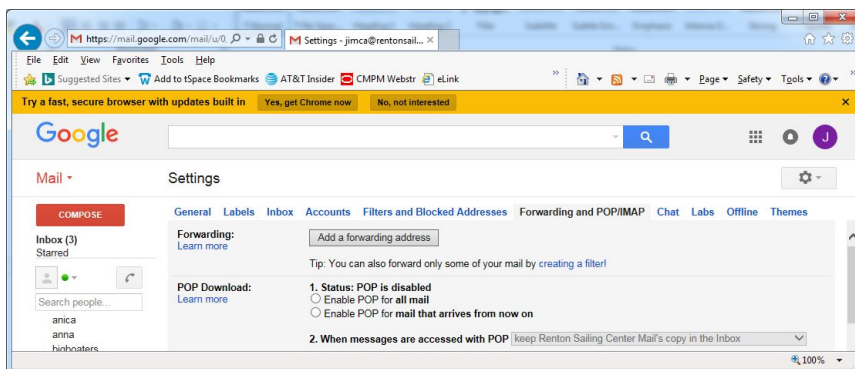 https://mail.google.com/mail/u/0.
Settings - jimca@rentonsail...
File Edit View Favorites Tools Help
Suggested Sites Add to tSpace Bookmarks AT&T Insider CMPM Webstr eLink
Page Safety Tools
Try a fast, secure browser with updates built in Yes, get Chrome now No, not interested
Google
J
Mail Settings
COMPOSE General Labels Inbox Accounts Filters and Blocked Addresses Forwarding and POP/IMAP Chat Labs Offline Themes
Inbox (3)
Starred
Search people...
anica
anna
bigboaters
Forwarding: Add a forwarding address
Learn more
Tip: You can also forward only some of your mail by creating a filter!
POP Download: 1. Status: POP is disabled
Learn more Enable POP for all mail
Enable POP for mail that arrives from now on
2. When messages are accessed with POP keep Renton Sailing Center Mail's copy in the Inbox
100%